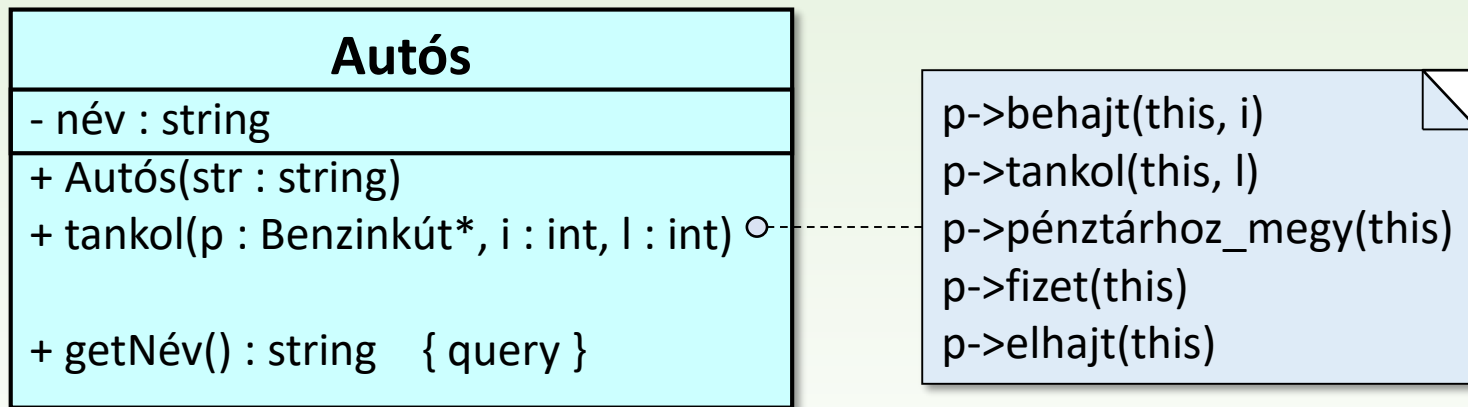 Autós
- név : string
+ Autós(str : string)
+ tankol(p : Benzinkút*, i : int, l : int)
+ getNév() : string { query }
p->behajt(this, i)
p->tankol(this, l)
p->pénztárhoz_megy(this)
p->fizet(this)
p->elhajt(this)